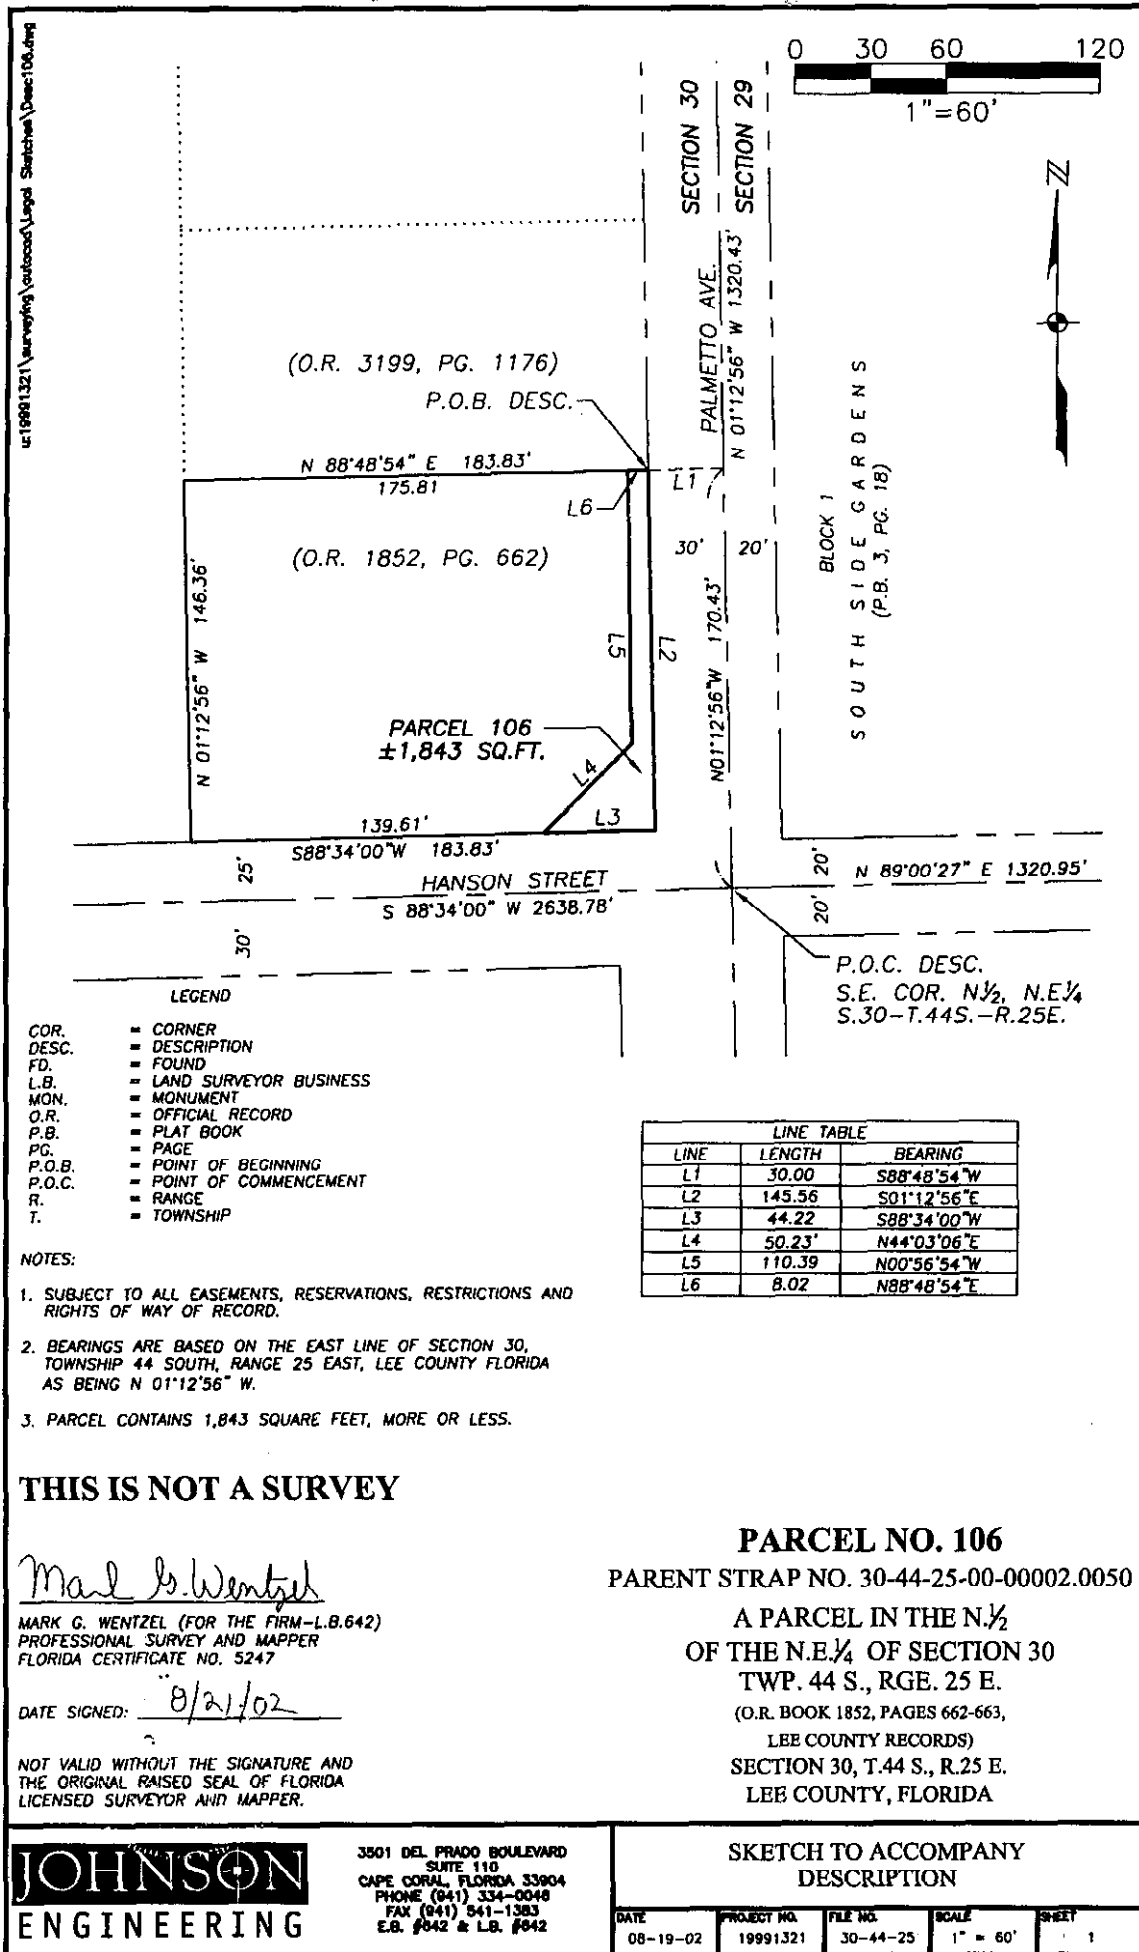 u:19991321\surveying\autocad\Legal Sketches\Desc106.dwg
0 30 60 120
1"=60'
SECTION 30
SECTION 29
N
PALMETTO AVE.
N 01°12'56" W 1320.43'
(O.R. 3199, PG. 1176)
P.O.B. DESC.
N 88°48'54" E 183.83'
175.81
L6
L1
(O.R. 1852, PG. 662)
30' 20'
BLOCK 1
SOUTH SIDE GARDENS
(P.B. 3, PG. 18)
N 01°12'56" W 146.36'
L5
L2
N01°12'56"W 170.43'
PARCEL 106
±1,843 SQ.FT.
L4
L3
139.61'
S88°34'00"W 183.83'
25'
HANSON STREET
S 88°34'00" W 2638.78'
30'
20'
N 89°00'27" E 1320.95'
20'
P.O.C. DESC.
S.E. COR. N½, N.E¼
S.30-T.44S.-R.25E.
LEGEND
COR. = CORNER
DESC. = DESCRIPTION
FD. = FOUND
L.B. = LAND SURVEYOR BUSINESS
MON. = MONUMENT
O.R. = OFFICIAL RECORD
P.B. = PLAT BOOK
PG. = PAGE
P.O.B. = POINT OF BEGINNING
P.O.C. = POINT OF COMMENCEMENT
R. = RANGE
T. = TOWNSHIP
LINE TABLE
LINE LENGTH BEARING
L1 30.00 S88°48'54"W
L2 145.56 S01°12'56"E
L3 44.22 S88°34'00"W
L4 50.23' N44°03'06"E
L5 110.39 N00°56'54"W
L6 8.02 N88°48'54"E
NOTES:
1. SUBJECT TO ALL EASEMENTS, RESERVATIONS, RESTRICTIONS AND
RIGHTS OF WAY OF RECORD.
2. BEARINGS ARE BASED ON THE EAST LINE OF SECTION 30,
TOWNSHIP 44 SOUTH, RANGE 25 EAST, LEE COUNTY FLORIDA
AS BEING N 01°12'56" W.
3. PARCEL CONTAINS 1,843 SQUARE FEET, MORE OR LESS.
THIS IS NOT A SURVEY
Mark G. Wentzel
MARK G. WENTZEL (FOR THE FIRM-L.B.642)
PROFESSIONAL SURVEY AND MAPPER
FLORIDA CERTIFICATE NO. 5247
DATE SIGNED: 8/21/02
NOT VALID WITHOUT THE SIGNATURE AND
THE ORIGINAL RAISED SEAL OF FLORIDA
LICENSED SURVEYOR AND MAPPER.
PARCEL NO. 106
PARENT STRAP NO. 30-44-25-00-00002.0050
A PARCEL IN THE N.½
OF THE N.E.¼ OF SECTION 30
TWP. 44 S., RGE. 25 E.
(O.R. BOOK 1852, PAGES 662-663,
LEE COUNTY RECORDS)
SECTION 30, T.44 S., R.25 E.
LEE COUNTY, FLORIDA
JOHNSON
ENGINEERING
3501 DEL PRADO BOULEVARD
SUITE 110
CAPE CORAL, FLORIDA 33904
PHONE (941) 334-0046
FAX (941) 541-1383
E.B. #642 & L.B. #642
SKETCH TO ACCOMPANY
DESCRIPTION
DATE PROJECT NO. FILE NO. SCALE SHEET
08-19-02 19991321 30-44-25 1" = 60' 1